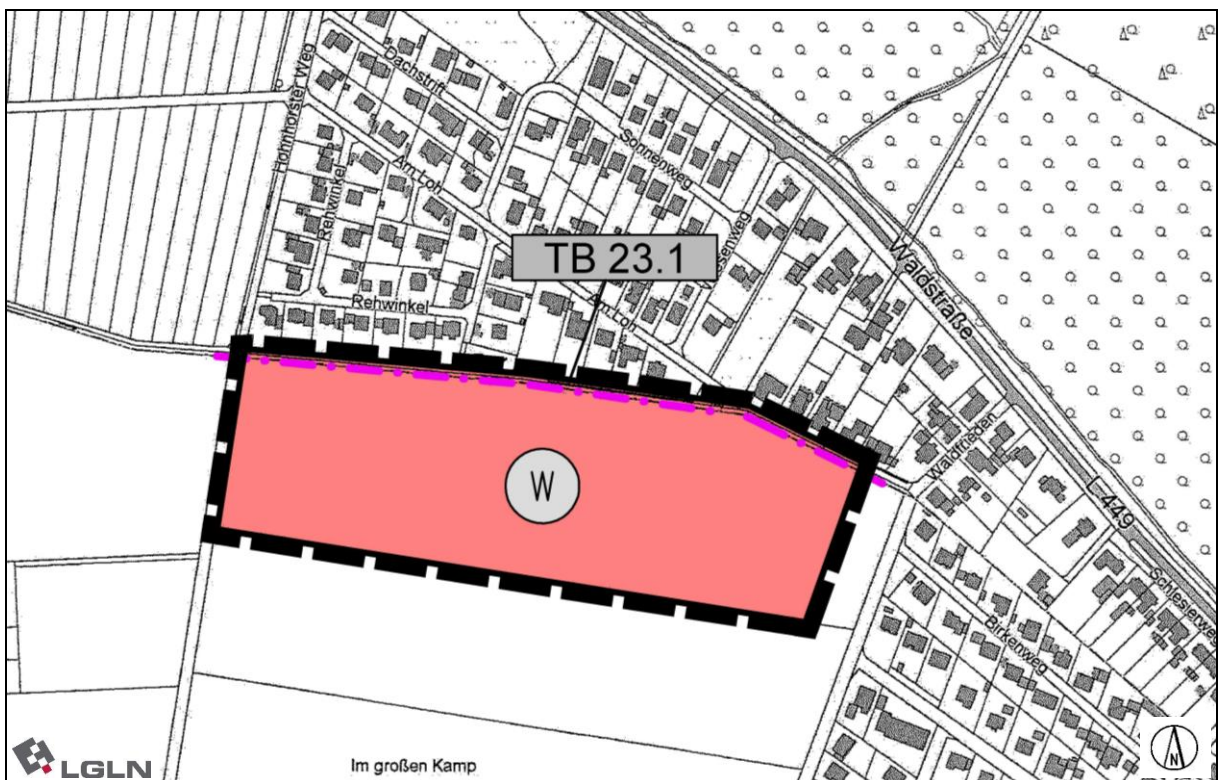 Hohnhorster Weg
Dachstrift
Sonnenweg
Am Loh
Rehwinkel
TB 23.1
Waldstraße
Rehwinkel
Am Loh
W
Waldfrieden
L 449
Schlesierweg
Birkenweg
LGLN
Im großen Kamp
N